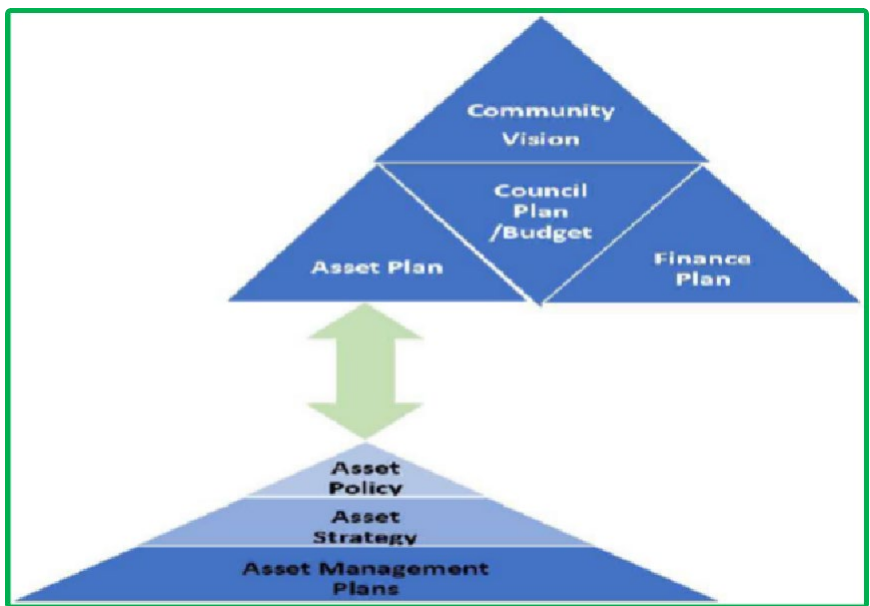 Community
Vision
Council
Plan
/Budget
Asset Plan
Finance
Plan
Asset
Policy
Asset
Strategy
Asset Management
Plans